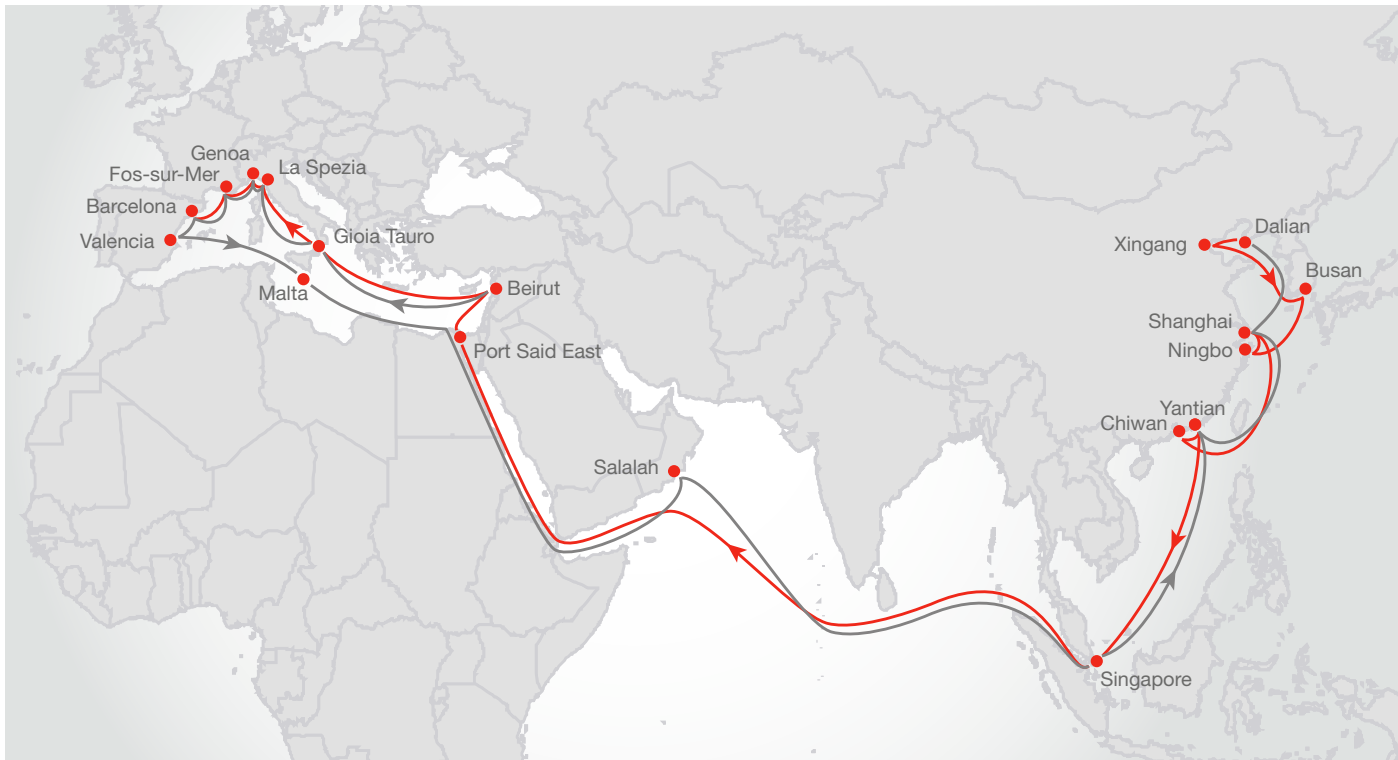 Genoa
La Spezia
Fos-sur-Mer
Barcelona
Valencia
Gioia Tauro
Malta
Beirut
Port Said East
Salalah
Xingang
Dalian
Busan
Shanghai
Ningbo
Yantian
Chiwan
Singapore